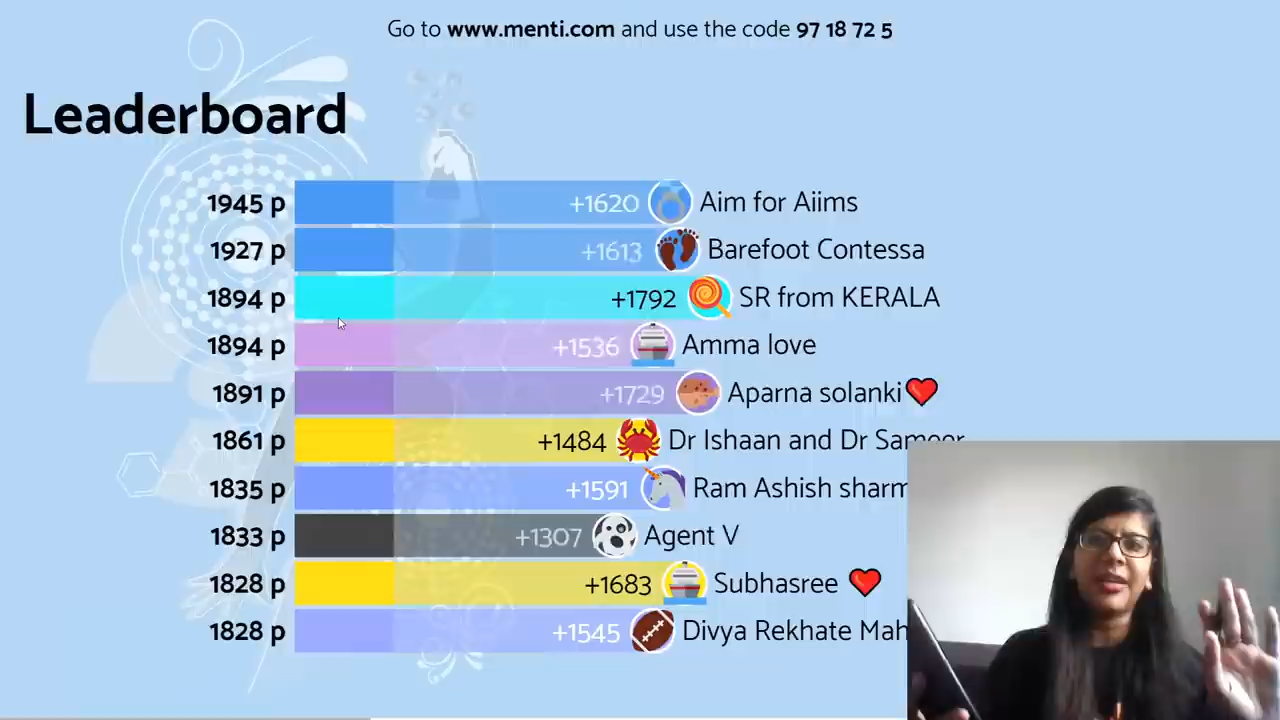 Go to www.menti.com and use the code 97 18 72 5
Leaderboard
1945 p +1620 Aim for Aiims
1927 p +1613 Barefoot Contessa
1894 p +1792 SR from KERALA
1894 p +1536 Amma love
1891 p +1729 Aparna solanki❤️
1861 p +1484 Dr Ishaan and Dr Sameer
1835 p +1591 Ram Ashish sharm
1833 p +1307 Agent V
1828 p +1683 Subhasree ❤️
1828 p +1545 Divya Rekhate Mah